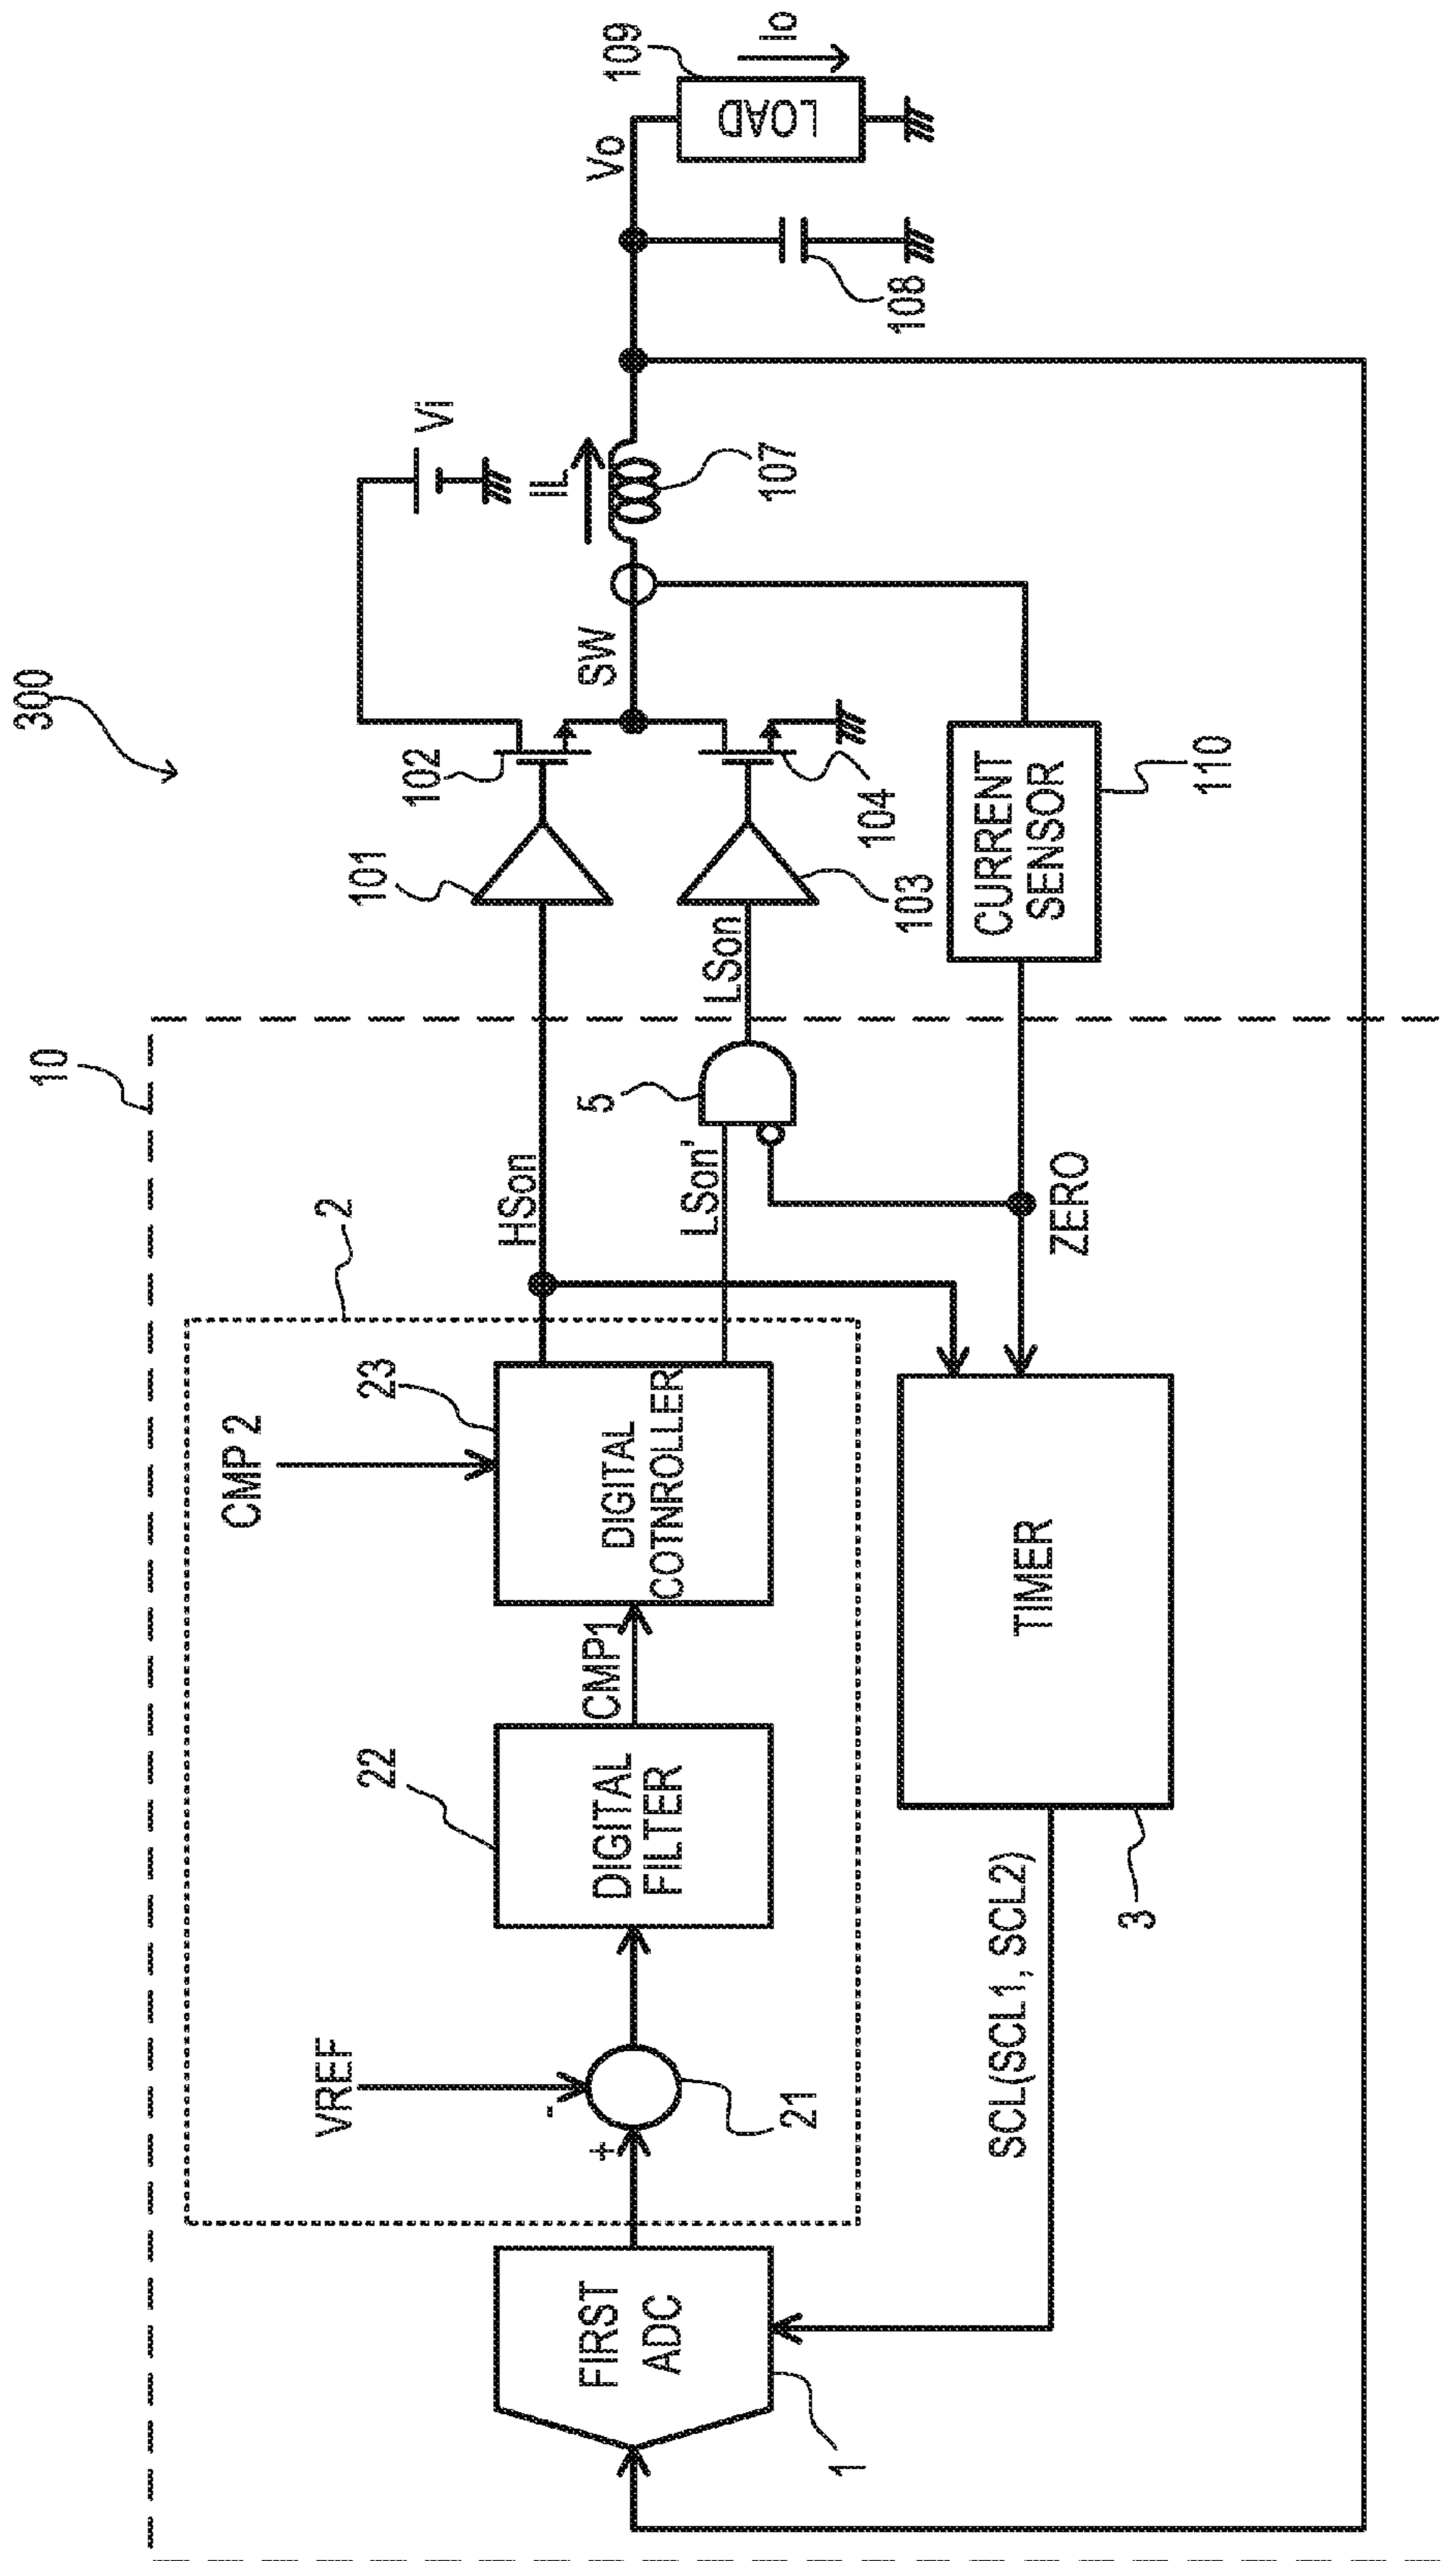 300
10
2
CMP 2
VREF
23
22
HSon
101
102
Vi
IL
SW
Vo
109
LOAD
Io
FIRST
ADC
+
-
DIGITAL
FILTER
CMP1
DIGITAL
COTNROLLER
LSon'
5
LSon
21
1
103
104
107
108
CURRENT
SENSOR
110
ZERO
TIMER
3
SCL(SCL1, SCL2)